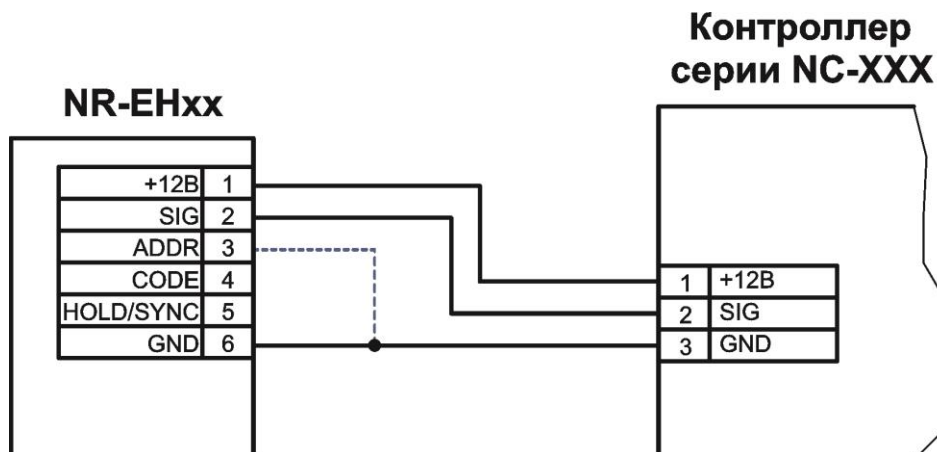 Контроллер
серии NC-XXX
NR-EHxx
+12В 1
SIG 2
ADDR 3
CODE 4
HOLD/SYNC 5
GND 6
1 +12В
2 SIG
3 GND